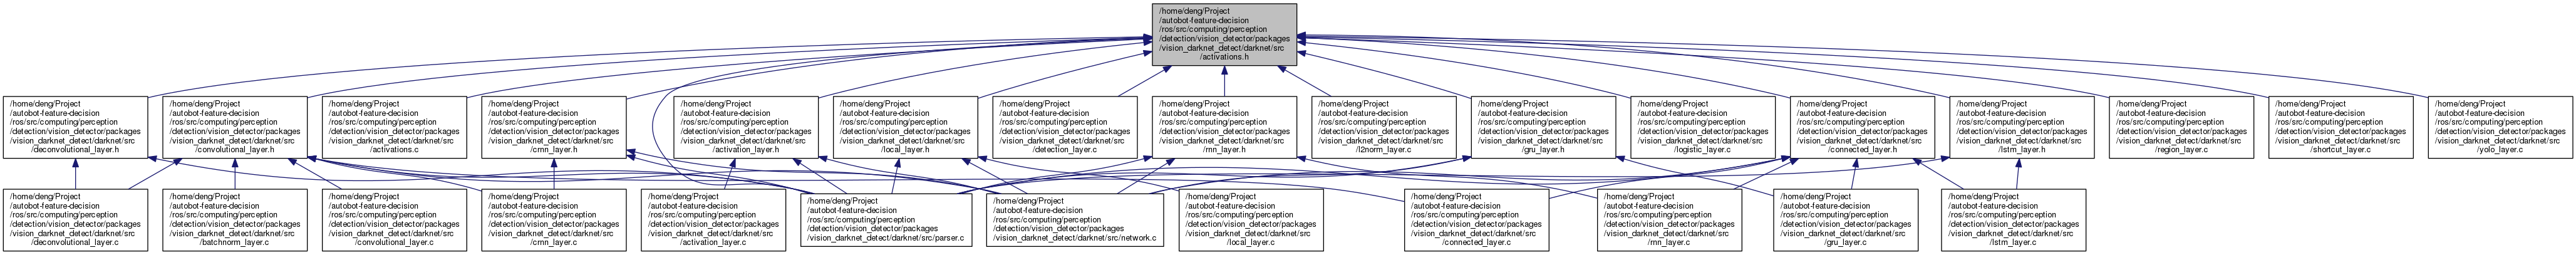 /home/deng/Project
/autobot-feature-decision
/ros/src/computing/perception
/detection/vision_detector/packages
/vision_darknet_detect/darknet/src
/activations.h
/home/deng/Project
/autobot-feature-decision
/ros/src/computing/perception
/detection/vision_detector/packages
/vision_darknet_detect/darknet/src
/deconvolutional_layer.h
/home/deng/Project
/autobot-feature-decision
/ros/src/computing/perception
/detection/vision_detector/packages
/vision_darknet_detect/darknet/src
/convolutional_layer.h
/home/deng/Project
/autobot-feature-decision
/ros/src/computing/perception
/detection/vision_detector/packages
/vision_darknet_detect/darknet/src
/activations.c
/home/deng/Project
/autobot-feature-decision
/ros/src/computing/perception
/detection/vision_detector/packages
/vision_darknet_detect/darknet/src
/crnn_layer.h
/home/deng/Project
/autobot-feature-decision
/ros/src/computing/perception
/detection/vision_detector/packages
/vision_darknet_detect/darknet/src
/activation_layer.h
/home/deng/Project
/autobot-feature-decision
/ros/src/computing/perception
/detection/vision_detector/packages
/vision_darknet_detect/darknet/src
/local_layer.h
/home/deng/Project
/autobot-feature-decision
/ros/src/computing/perception
/detection/vision_detector/packages
/vision_darknet_detect/darknet/src
/detection_layer.c
/home/deng/Project
/autobot-feature-decision
/ros/src/computing/perception
/detection/vision_detector/packages
/vision_darknet_detect/darknet/src
/rnn_layer.h
/home/deng/Project
/autobot-feature-decision
/ros/src/computing/perception
/detection/vision_detector/packages
/vision_darknet_detect/darknet/src
/l2norm_layer.c
/home/deng/Project
/autobot-feature-decision
/ros/src/computing/perception
/detection/vision_detector/packages
/vision_darknet_detect/darknet/src
/gru_layer.h
/home/deng/Project
/autobot-feature-decision
/ros/src/computing/perception
/detection/vision_detector/packages
/vision_darknet_detect/darknet/src
/logistic_layer.c
/home/deng/Project
/autobot-feature-decision
/ros/src/computing/perception
/detection/vision_detector/packages
/vision_darknet_detect/darknet/src
/connected_layer.h
/home/deng/Project
/autobot-feature-decision
/ros/src/computing/perception
/detection/vision_detector/packages
/vision_darknet_detect/darknet/src
/lstm_layer.h
/home/deng/Project
/autobot-feature-decision
/ros/src/computing/perception
/detection/vision_detector/packages
/vision_darknet_detect/darknet/src
/region_layer.c
/home/deng/Project
/autobot-feature-decision
/ros/src/computing/perception
/detection/vision_detector/packages
/vision_darknet_detect/darknet/src
/shortcut_layer.c
/home/deng/Project
/autobot-feature-decision
/ros/src/computing/perception
/detection/vision_detector/packages
/vision_darknet_detect/darknet/src
/yolo_layer.c
/home/deng/Project
/autobot-feature-decision
/ros/src/computing/perception
/detection/vision_detector/packages
/vision_darknet_detect/darknet/src
/deconvolutional_layer.c
/home/deng/Project
/autobot-feature-decision
/ros/src/computing/perception
/detection/vision_detector/packages
/vision_darknet_detect/darknet/src
/batchnorm_layer.c
/home/deng/Project
/autobot-feature-decision
/ros/src/computing/perception
/detection/vision_detector/packages
/vision_darknet_detect/darknet/src
/convolutional_layer.c
/home/deng/Project
/autobot-feature-decision
/ros/src/computing/perception
/detection/vision_detector/packages
/vision_darknet_detect/darknet/src
/crnn_layer.c
/home/deng/Project
/autobot-feature-decision
/ros/src/computing/perception
/detection/vision_detector/packages
/vision_darknet_detect/darknet/src
/activation_layer.c
/home/deng/Project
/autobot-feature-decision
/ros/src/computing/perception
/detection/vision_detector/packages
/vision_darknet_detect/darknet/src/parser.c
/home/deng/Project
/autobot-feature-decision
/ros/src/computing/perception
/detection/vision_detector/packages
/vision_darknet_detect/darknet/src/network.c
/home/deng/Project
/autobot-feature-decision
/ros/src/computing/perception
/detection/vision_detector/packages
/vision_darknet_detect/darknet/src
/local_layer.c
/home/deng/Project
/autobot-feature-decision
/ros/src/computing/perception
/detection/vision_detector/packages
/vision_darknet_detect/darknet/src
/connected_layer.c
/home/deng/Project
/autobot-feature-decision
/ros/src/computing/perception
/detection/vision_detector/packages
/vision_darknet_detect/darknet/src
/rnn_layer.c
/home/deng/Project
/autobot-feature-decision
/ros/src/computing/perception
/detection/vision_detector/packages
/vision_darknet_detect/darknet/src
/gru_layer.c
/home/deng/Project
/autobot-feature-decision
/ros/src/computing/perception
/detection/vision_detector/packages
/vision_darknet_detect/darknet/src
/lstm_layer.c